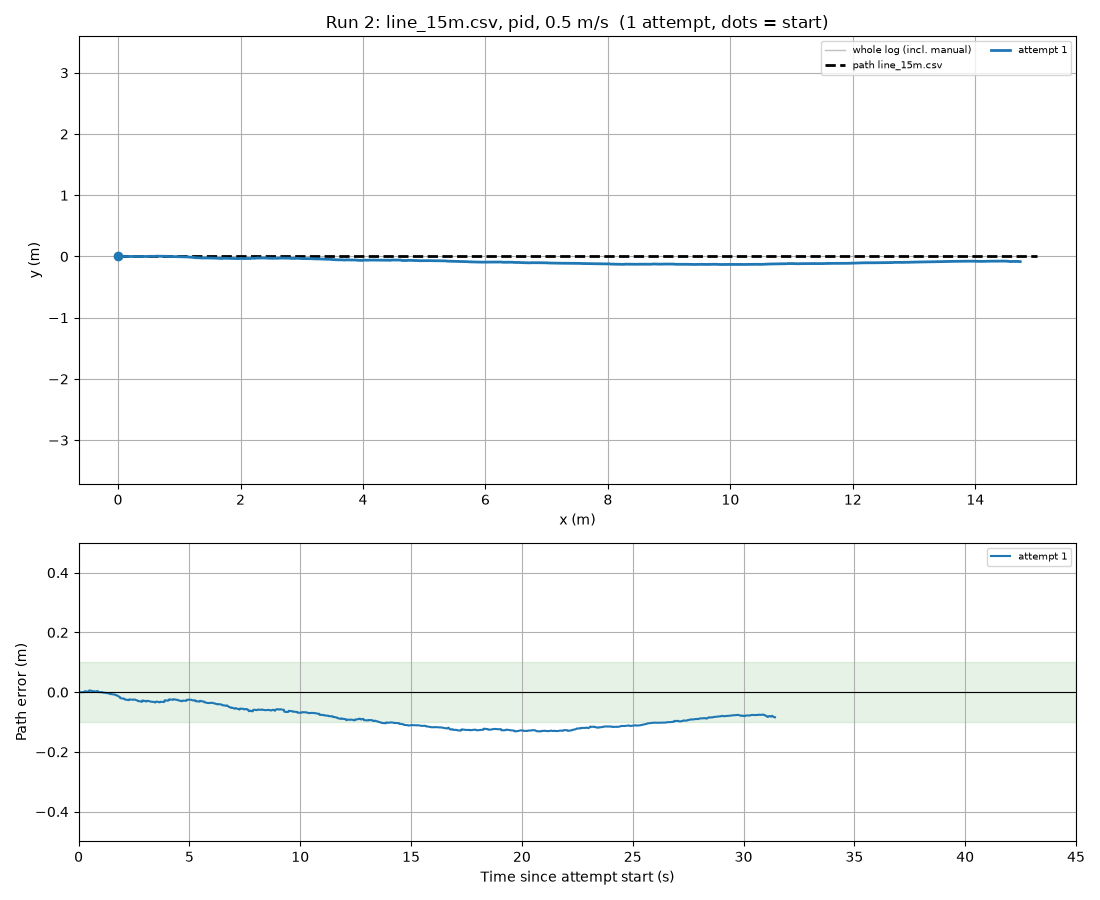 Run 2: line_15m.csv, pid, 0.5 m/s  (1 attempt, dots = start)
whole log (incl. manual)
path line_15m.csv
attempt 1
3
2
1
0
−1
−2
−3
y (m)
0 2 4 6 8 10 12 14
x (m)
attempt 1
0.4
0.2
0.0
−0.2
−0.4
Path error (m)
0 5 10 15 20 25 30 35 40 45
Time since attempt start (s)